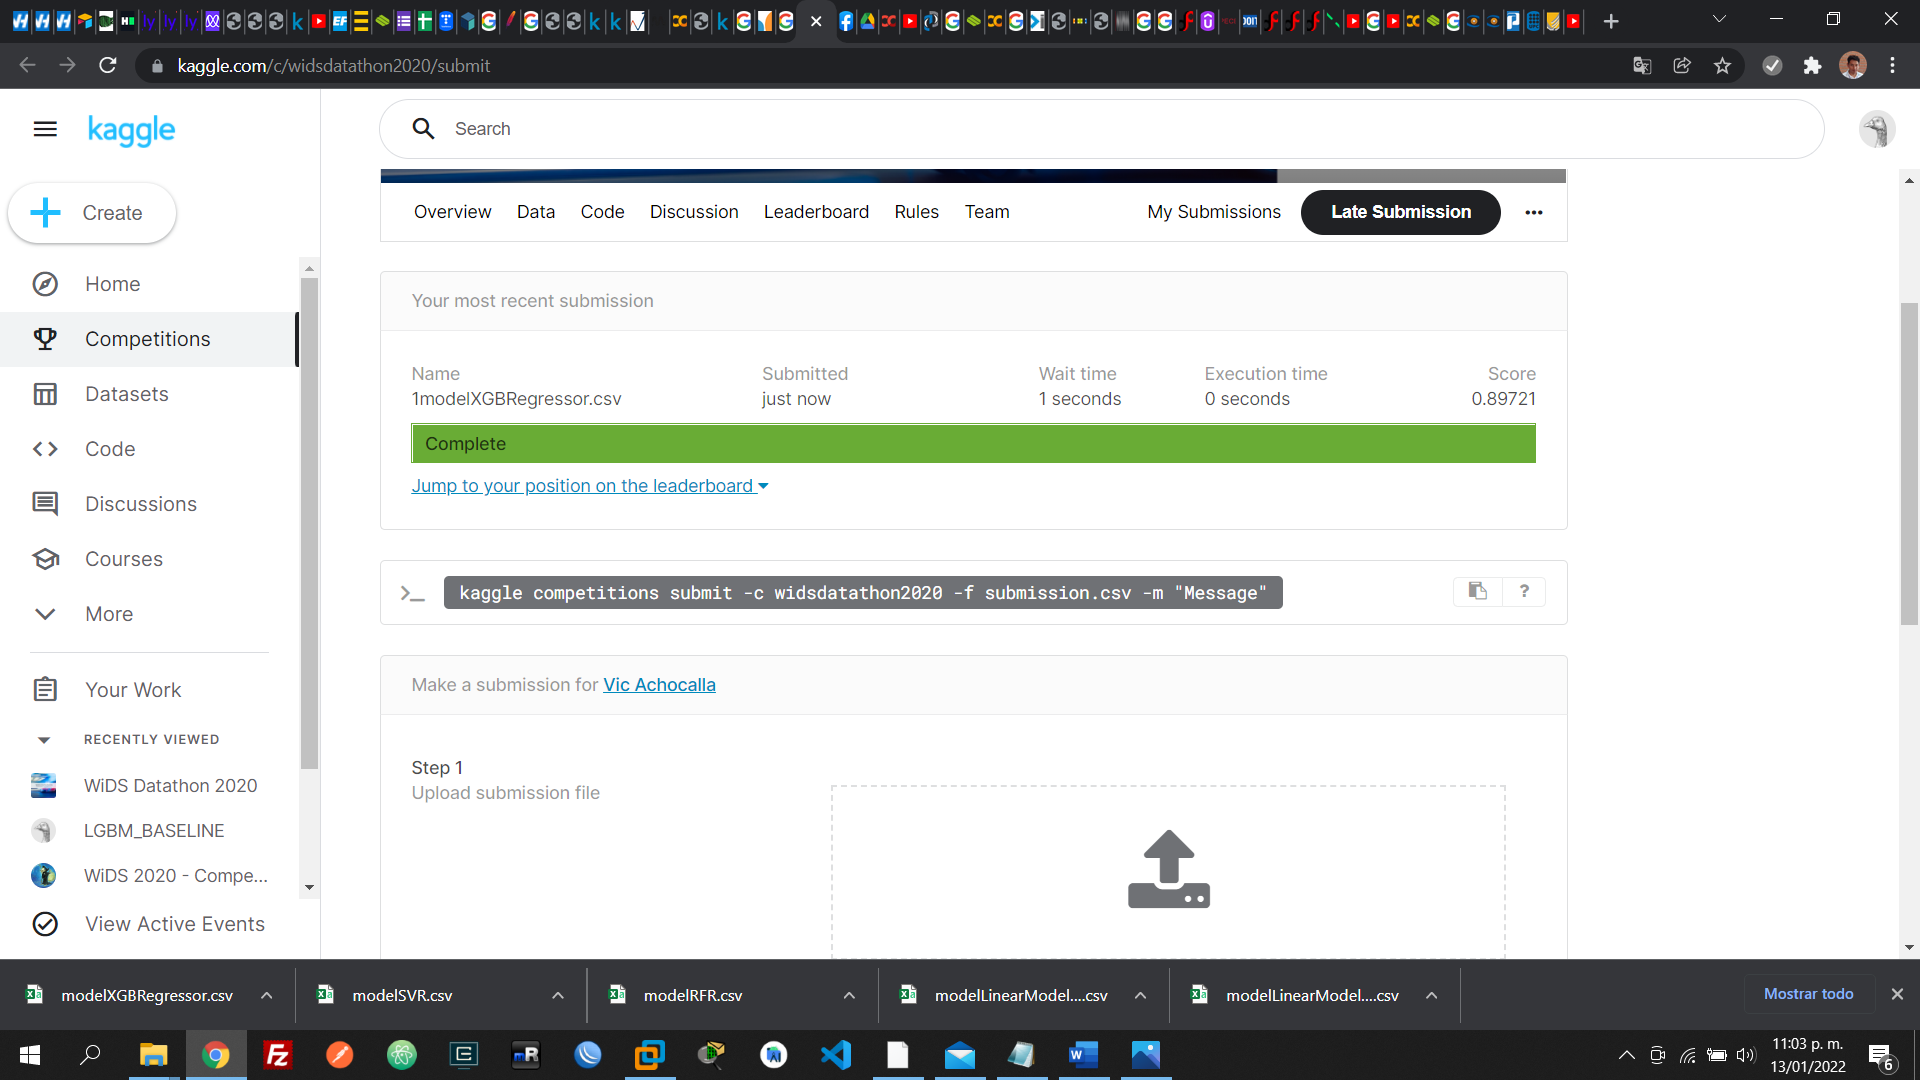 kaggle.com/c/widsdatathon2020/submit
kaggle
Search
Create
Overview Data Code Discussion Leaderboard Rules Team My Submissions Late Submission
Home
Competitions
Datasets
Code
Discussions
Courses
More
Your Work
RECENTLY VIEWED
WiDS Datathon 2020
LGBM_BASELINE
WiDS 2020 - Compe...
View Active Events
Your most recent submission
Name Submitted Wait time Execution time Score
1modelXGBRegressor.csv just now 1 seconds 0 seconds 0.89721
Complete
Jump to your position on the leaderboard
kaggle competitions submit -c widsdatathon2020 -f submission.csv -m "Message"
?
Make a submission for Vic Achocalla
Step 1
Upload submission file
modelXGBRegressor.csv modelSVR.csv modelRFR.csv modelLinearModel....csv modelLinearModel....csv Mostrar todo
11:03 p. m.
13/01/2022
6